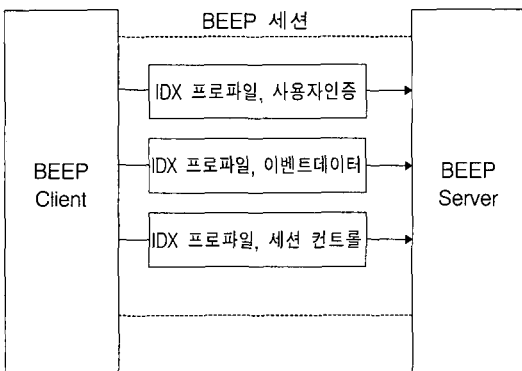 BEEP 세션
IDX 프로파일, 사용자인증
IDX 프로파일, 이벤트데이터
IDX 프로파일, 세션 컨트롤
BEEP
Client
BEEP
Server